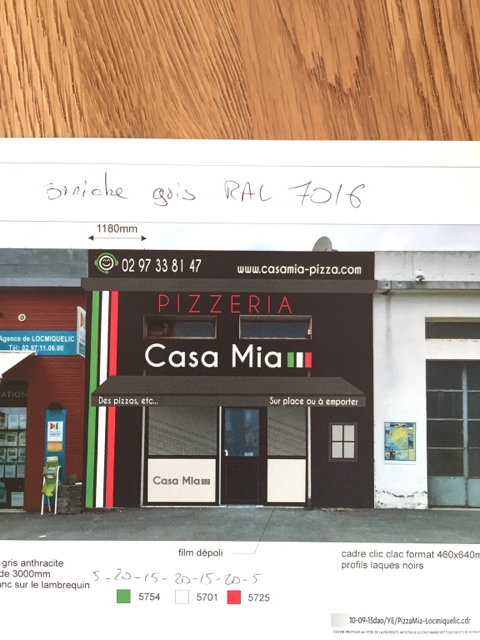 Corniche gris RAL 7016
1180mm
02 97 33 81 47 www.casamia-pizza.com
PIZZERIA
Casa Mia
Agence de LOCMIQUELIC
Tél: 02.97.11.00.00
Des pizzas, etc... Sur place ou à emporter
Casa Mia
film dépoli
gris anthracite
de 3000mm
anc sur le lambrequin
cadre clic clac format 460x640m
profils laqués noirs
5-20-15-20-15-20-5
5754 5701 5725
10-09-15dao/YE/PizzaMia-Locmiquelic.cdr